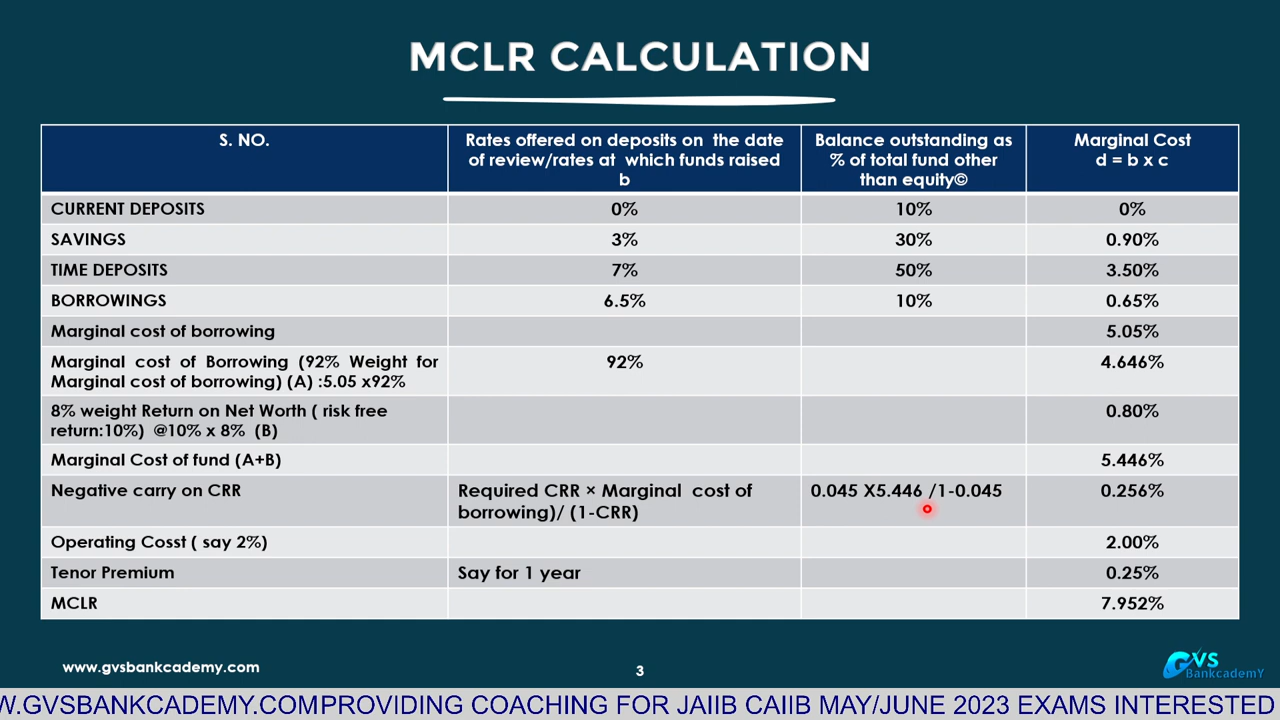 MCLR CALCULATION
S. NO.
Rates offered on deposits on the date
of review/rates at which funds raised
b
Balance outstanding as
% of total fund other
than equity©
Marginal Cost
d = b x c
CURRENT DEPOSITS 0% 10% 0%
SAVINGS 3% 30% 0.90%
TIME DEPOSITS 7% 50% 3.50%
BORROWINGS 6.5% 10% 0.65%
Marginal cost of borrowing 5.05%
Marginal cost of Borrowing (92% Weight for
Marginal cost of borrowing) (A) :5.05 x92%
92% 4.646%
8% weight Return on Net Worth ( risk free
return:10%) @10% x 8% (B)
0.80%
Marginal Cost of fund (A+B) 5.446%
Negative carry on CRR
Required CRR × Marginal cost of
borrowing)/ (1-CRR)
0.045 X5.446 /1-0.045
0.256%
Operating Cosst ( say 2%) 2.00%
Tenor Premium Say for 1 year 0.25%
MCLR 7.952%
www.gvsbankcademy.com
3
GVS
BankcademY
W.GVSBANKCADEMY.COMPROVIDING COACHING FOR JAIIB CAIIB MAY/JUNE 2023 EXAMS INTERESTED